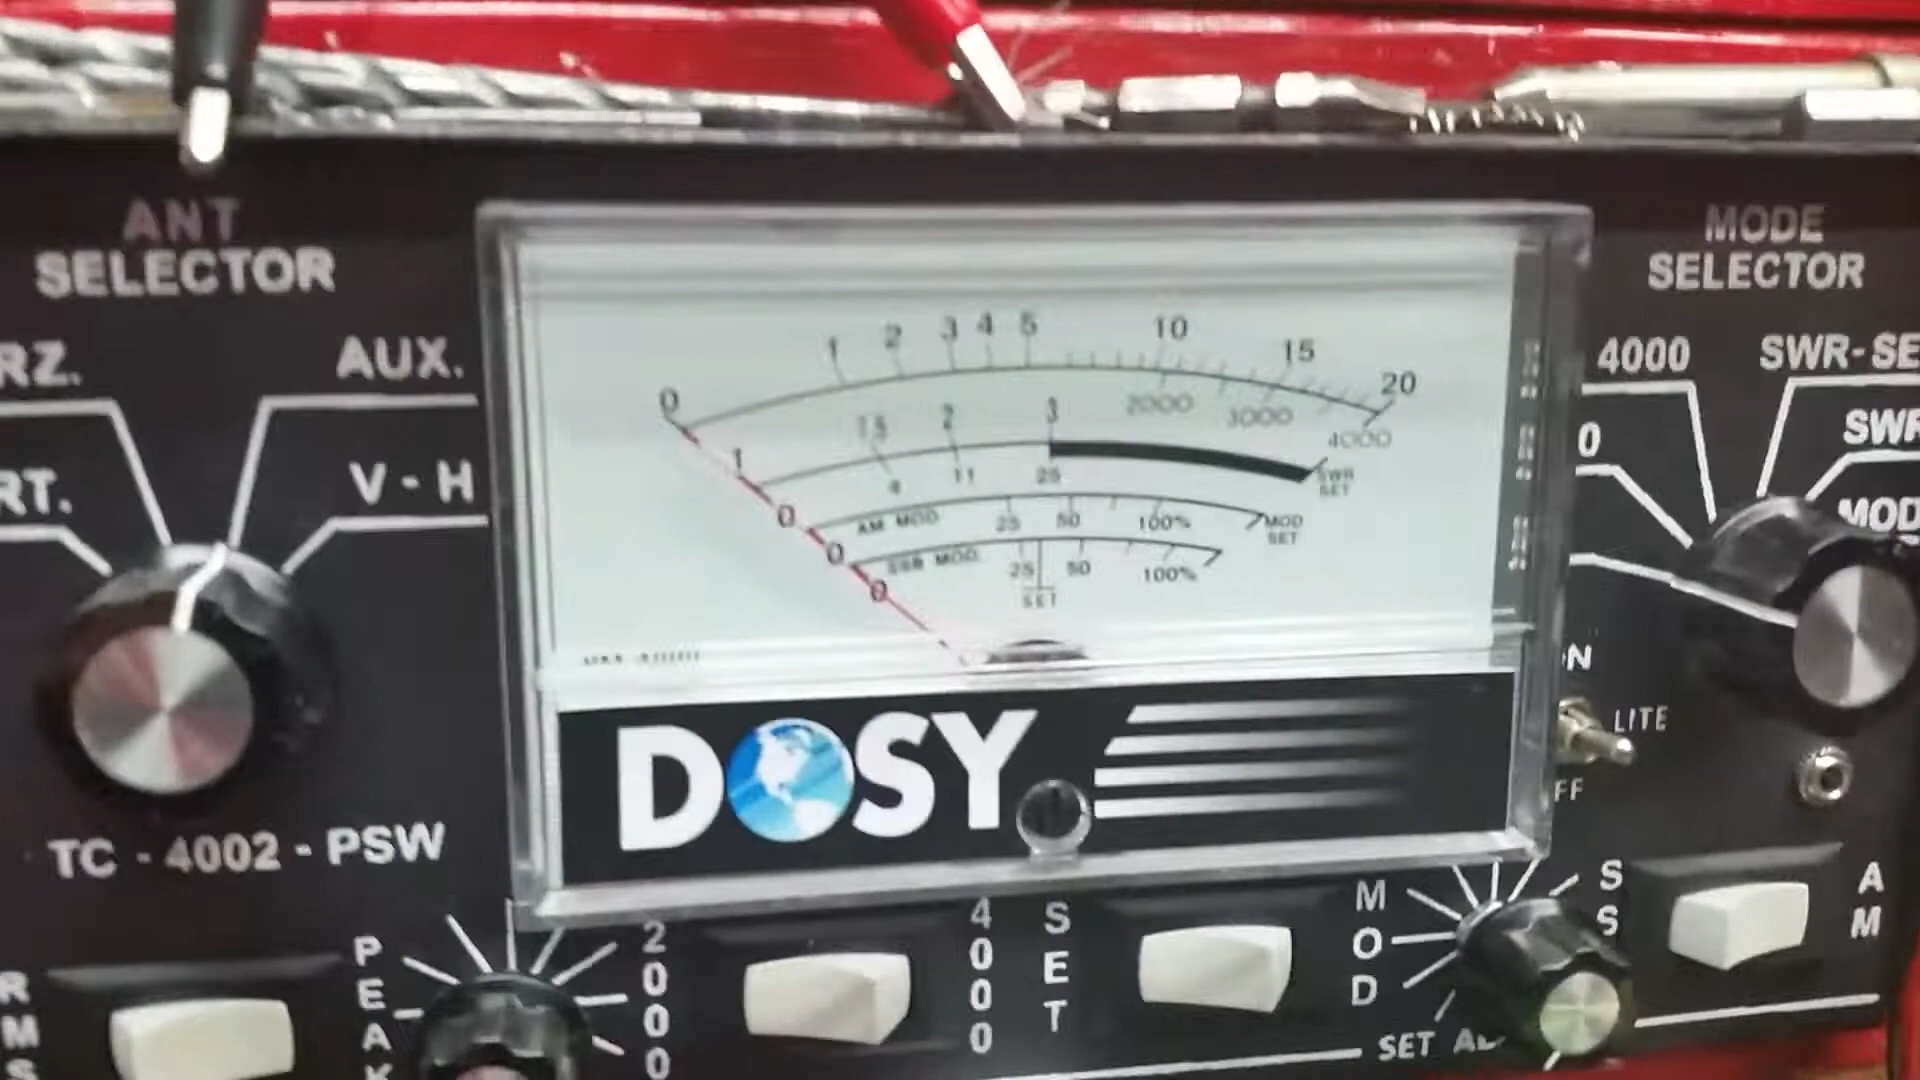 ANT
SELECTOR
RZ.
AUX.
RT.
V - H
TC - 4002 - PSW
0 1 2 3 4 5 10 15 20
2000 3000 4000
1 1.5 2 3
SWR
SET
4 11 25
0
AM MOD 25 50 100%
MOD
SET
0
SSB MOD. 25 50 100%
SET
0
DOSY
MODE
SELECTOR
4000
SWR-SE
0
SWR
MOD
N
LITE
FF
RMS
PEAK
2000
4000
SET
MOD
SS
AM
SET